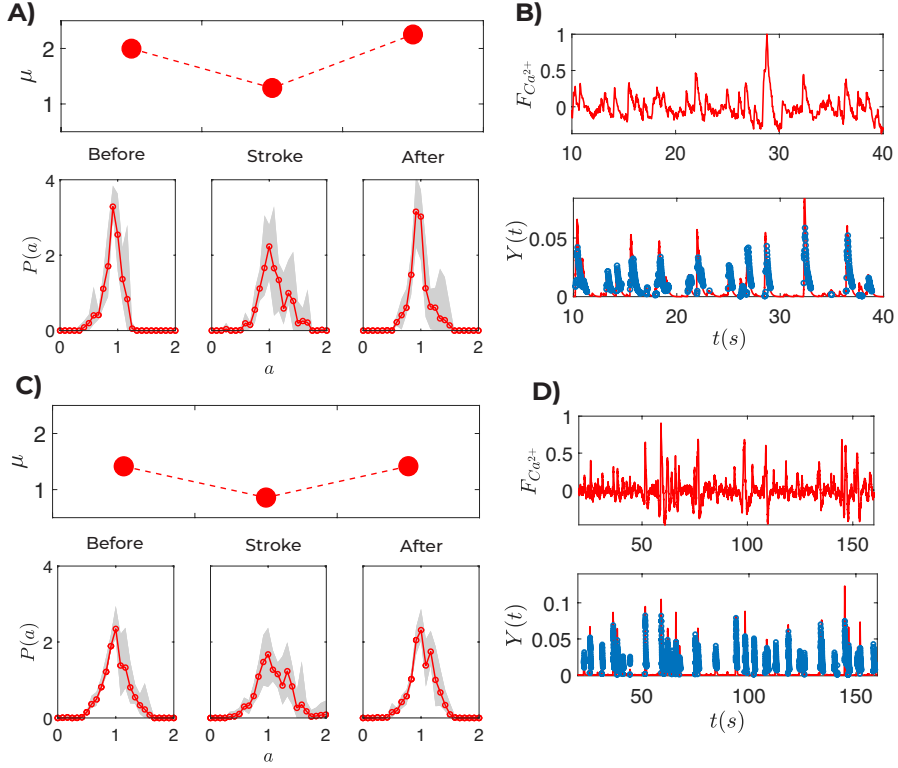 A)
μ
2
1
Before
Stroke
After
P(a)
4
2
0
0 1 2
0 1 2
0 1 2
a
B)
F_{Ca^{2+}}
1
0.5
0
10 20 30 40
Y(t)
0.05
0
10 20 30 40
t(s)
C)
μ
2
1
Before
Stroke
After
P(a)
4
2
0
0 1 2
0 1 2
0 1 2
a
D)
F_{Ca^{2+}}
1
0.5
0
50 100 150
Y(t)
0.1
0.05
0
50 100 150
t(s)